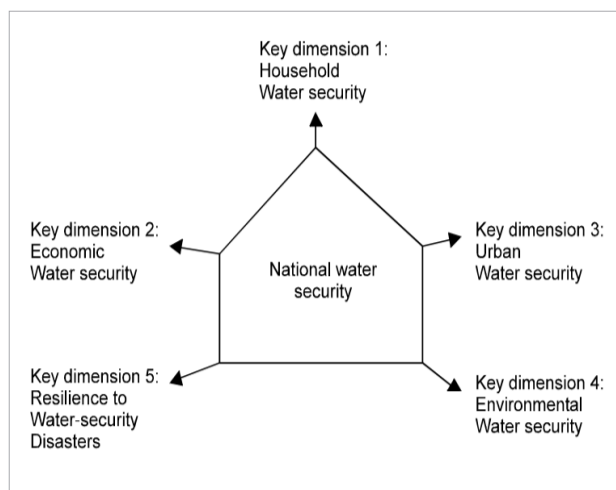 Key dimension 1:
Household
Water security
Key dimension 2:
Economic
Water security
Key dimension 3:
Urban
Water security
National water
security
Key dimension 5:
Resilience to
Water-security
Disasters
Key dimension 4:
Environmental
Water security